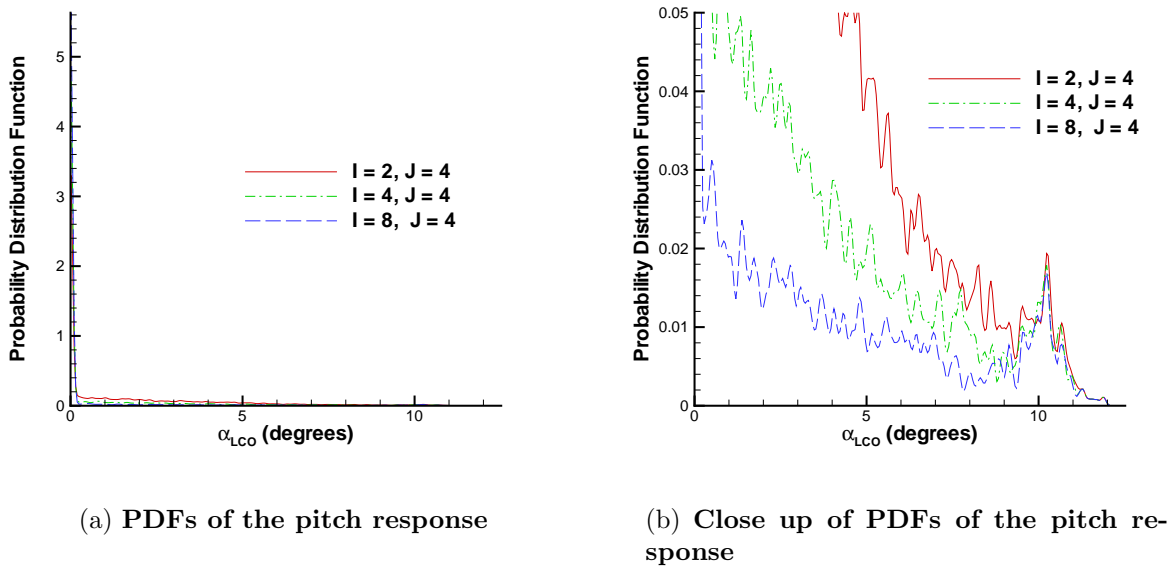 Probability Distribution Function
5
4
3
2
1
0
0
5
10
α_LCO (degrees)
I = 2, J = 4
I = 4, J = 4
I = 8, J = 4
(a) PDFs of the pitch response
Probability Distribution Function
0.05
0.04
0.03
0.02
0.01
0
0
5
10
α_LCO (degrees)
I = 2, J = 4
I = 4, J = 4
I = 8, J = 4
(b) Close up of PDFs of the pitch re-
sponse